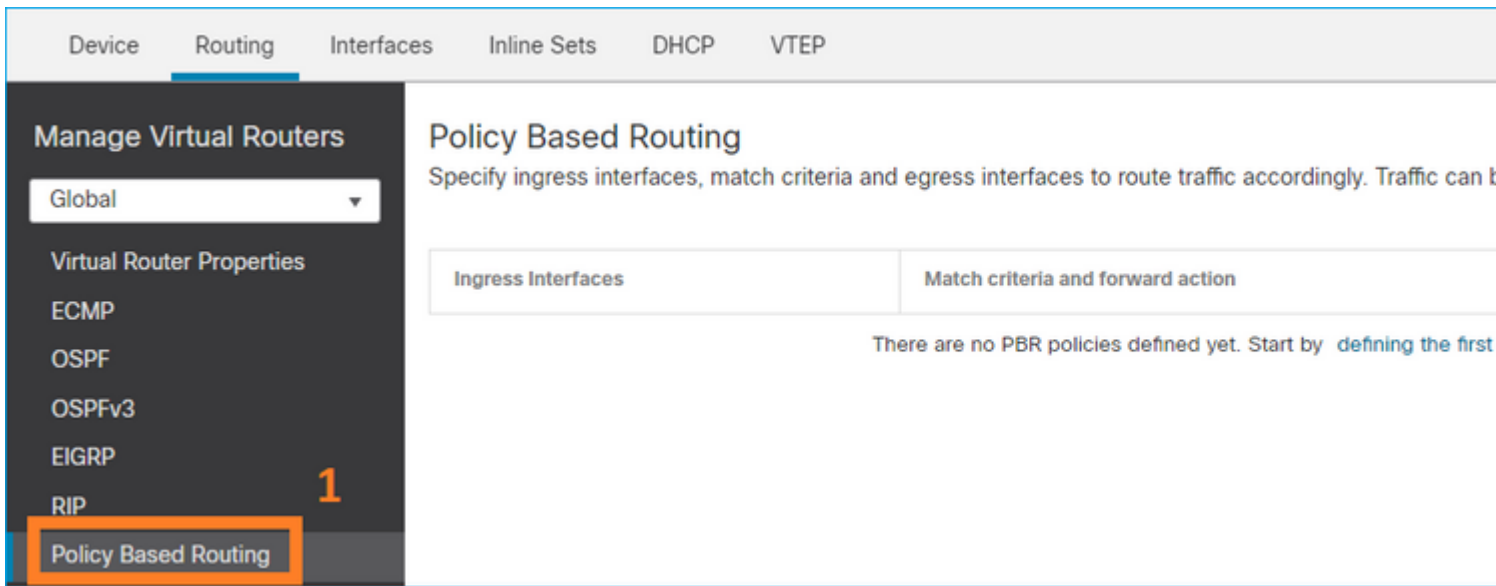 Device Routing Interfaces Inline Sets DHCP VTEP
Manage Virtual Routers
Global
Virtual Router Properties
ECMP
OSPF
OSPFv3
EIGRP
RIP
1
Policy Based Routing
Policy Based Routing
Specify ingress interfaces, match criteria and egress interfaces to route traffic accordingly. Traffic can
Ingress Interfaces Match criteria and forward action
There are no PBR policies defined yet. Start by defining the first